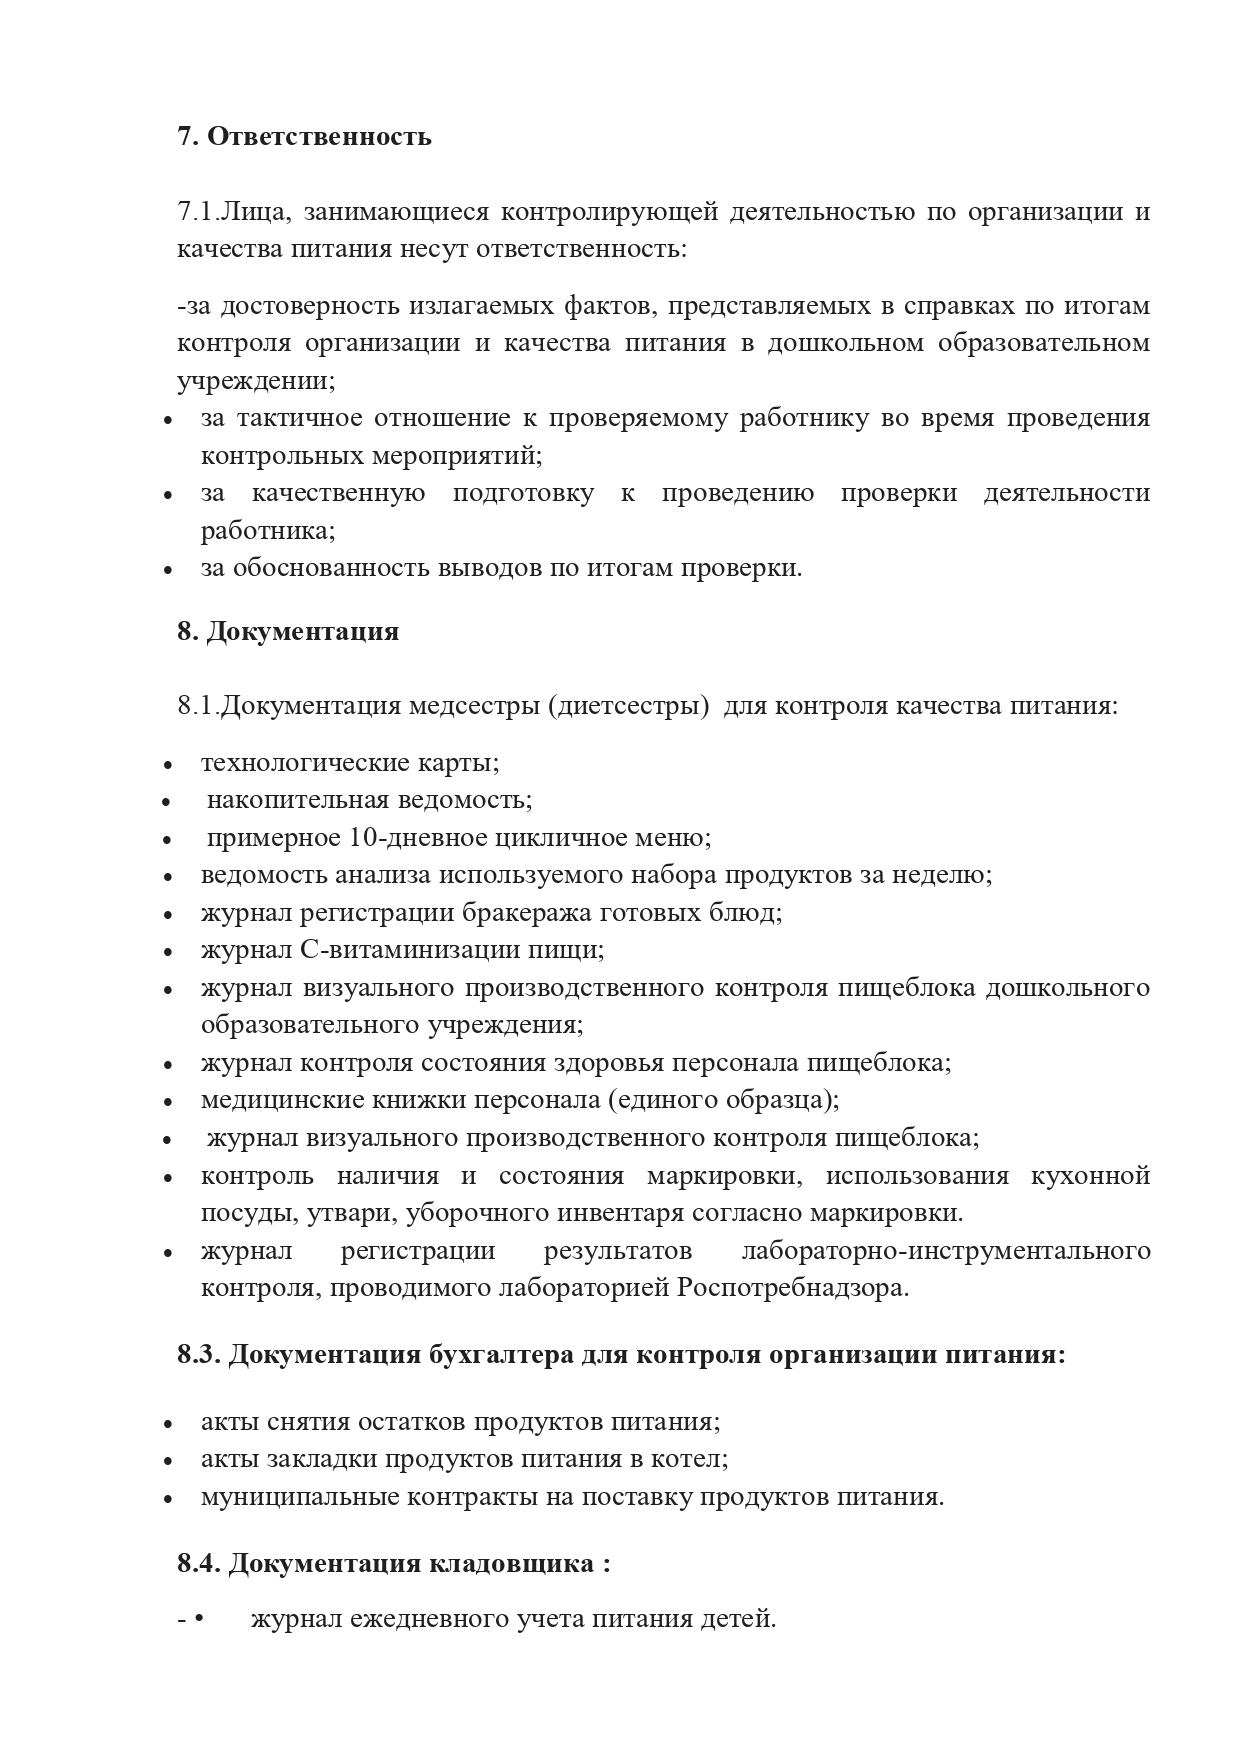 7. Ответственность
7.1.Лица, занимающиеся контролирующей деятельностью по организации и
качества питания несут ответственность:
-за достоверность излагаемых фактов, представляемых в справках по итогам
контроля организации и качества питания в дошкольном образовательном
учреждении;
• за тактичное отношение к проверяемому работнику во время проведения
контрольных мероприятий;
• за качественную подготовку к проведению проверки деятельности
работника;
• за обоснованность выводов по итогам проверки.
8. Документация
8.1.Документация медсестры (диетсестры)  для контроля качества питания:
• технологические карты;
• накопительная ведомость;
• примерное 10-дневное цикличное меню;
• ведомость анализа используемого набора продуктов за неделю;
• журнал регистрации бракеража готовых блюд;
• журнал С-витаминизации пищи;
• журнал визуального производственного контроля пищеблока дошкольного
образовательного учреждения;
• журнал контроля состояния здоровья персонала пищеблока;
• медицинские книжки персонала (единого образца);
• журнал визуального производственного контроля пищеблока;
• контроль наличия и состояния маркировки, использования кухонной
посуды, утвари, уборочного инвентаря согласно маркировки.
• журнал регистрации результатов лабораторно-инструментального
контроля, проводимого лабораторией Роспотребнадзора.
8.3. Документация бухгалтера для контроля организации питания:
• акты снятия остатков продуктов питания;
• акты закладки продуктов питания в котел;
• муниципальные контракты на поставку продуктов питания.
8.4. Документация кладовщика :
- • журнал ежедневного учета питания детей.